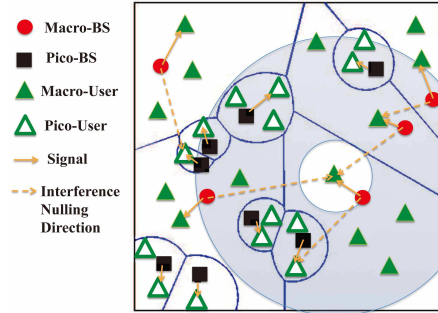 Macro-BS
Pico-BS
Macro-User
Pico-User
Signal
Interference
Nulling
Direction